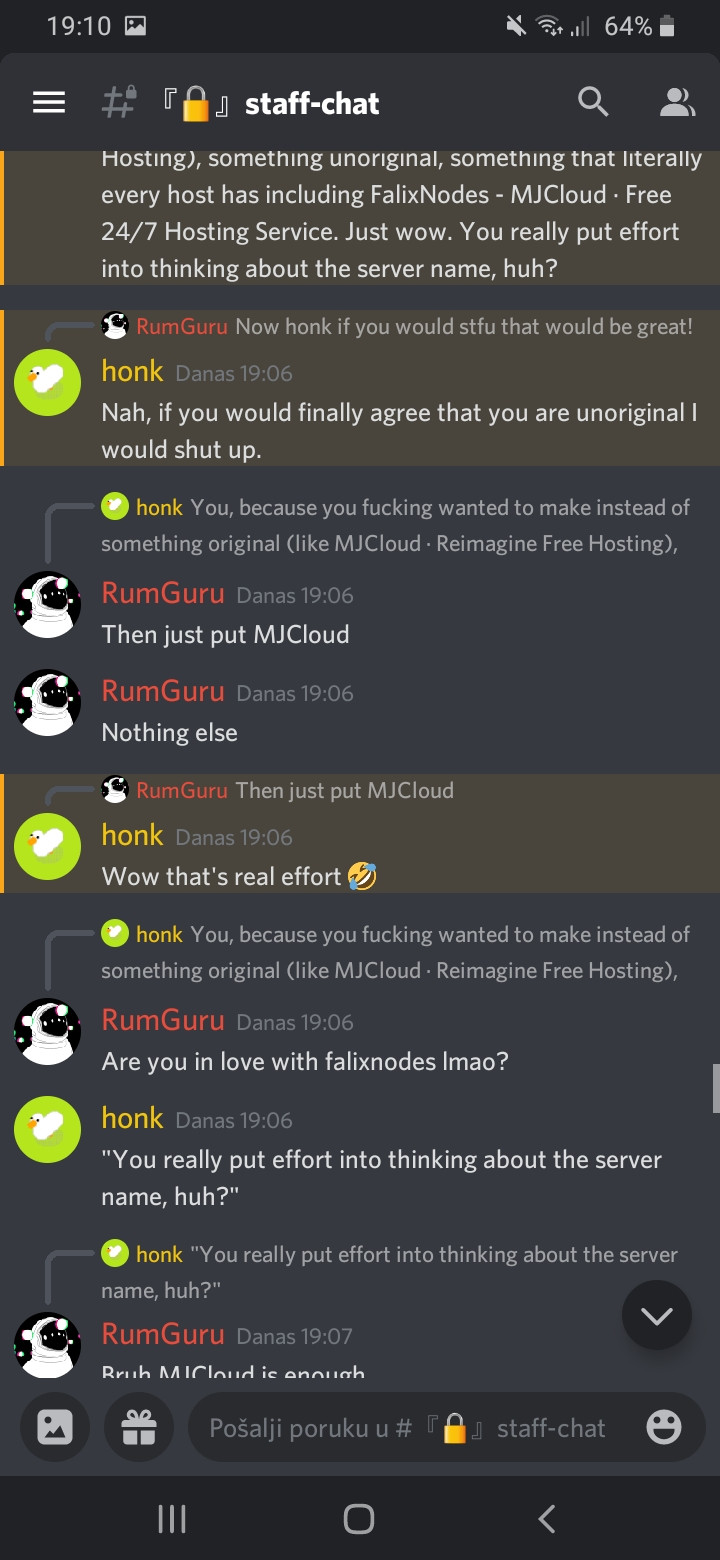 19:10 64%
『🔒』 staff-chat
Hosting), something unoriginal, something that literally
every host has including FalixNodes - MJCloud · Free
24/7 Hosting Service. Just wow. You really put effort
into thinking about the server name, huh?
RumGuru Now honk if you would stfu that would be great!
honk Danas 19:06
Nah, if you would finally agree that you are unoriginal I
would shut up.
honk You, because you fucking wanted to make instead of
something original (like MJCloud · Reimagine Free Hosting),
RumGuru Danas 19:06
Then just put MJCloud
RumGuru Danas 19:06
Nothing else
RumGuru Then just put MJCloud
honk Danas 19:06
Wow that's real effort 🤣
honk You, because you fucking wanted to make instead of
something original (like MJCloud · Reimagine Free Hosting),
RumGuru Danas 19:06
Are you in love with falixnodes lmao?
honk Danas 19:06
"You really put effort into thinking about the server
name, huh?"
honk "You really put effort into thinking about the server
name, huh?"
RumGuru Danas 19:07
Bruh MJCloud is enough
Pošalji poruku u # 『🔒』 staff-chat